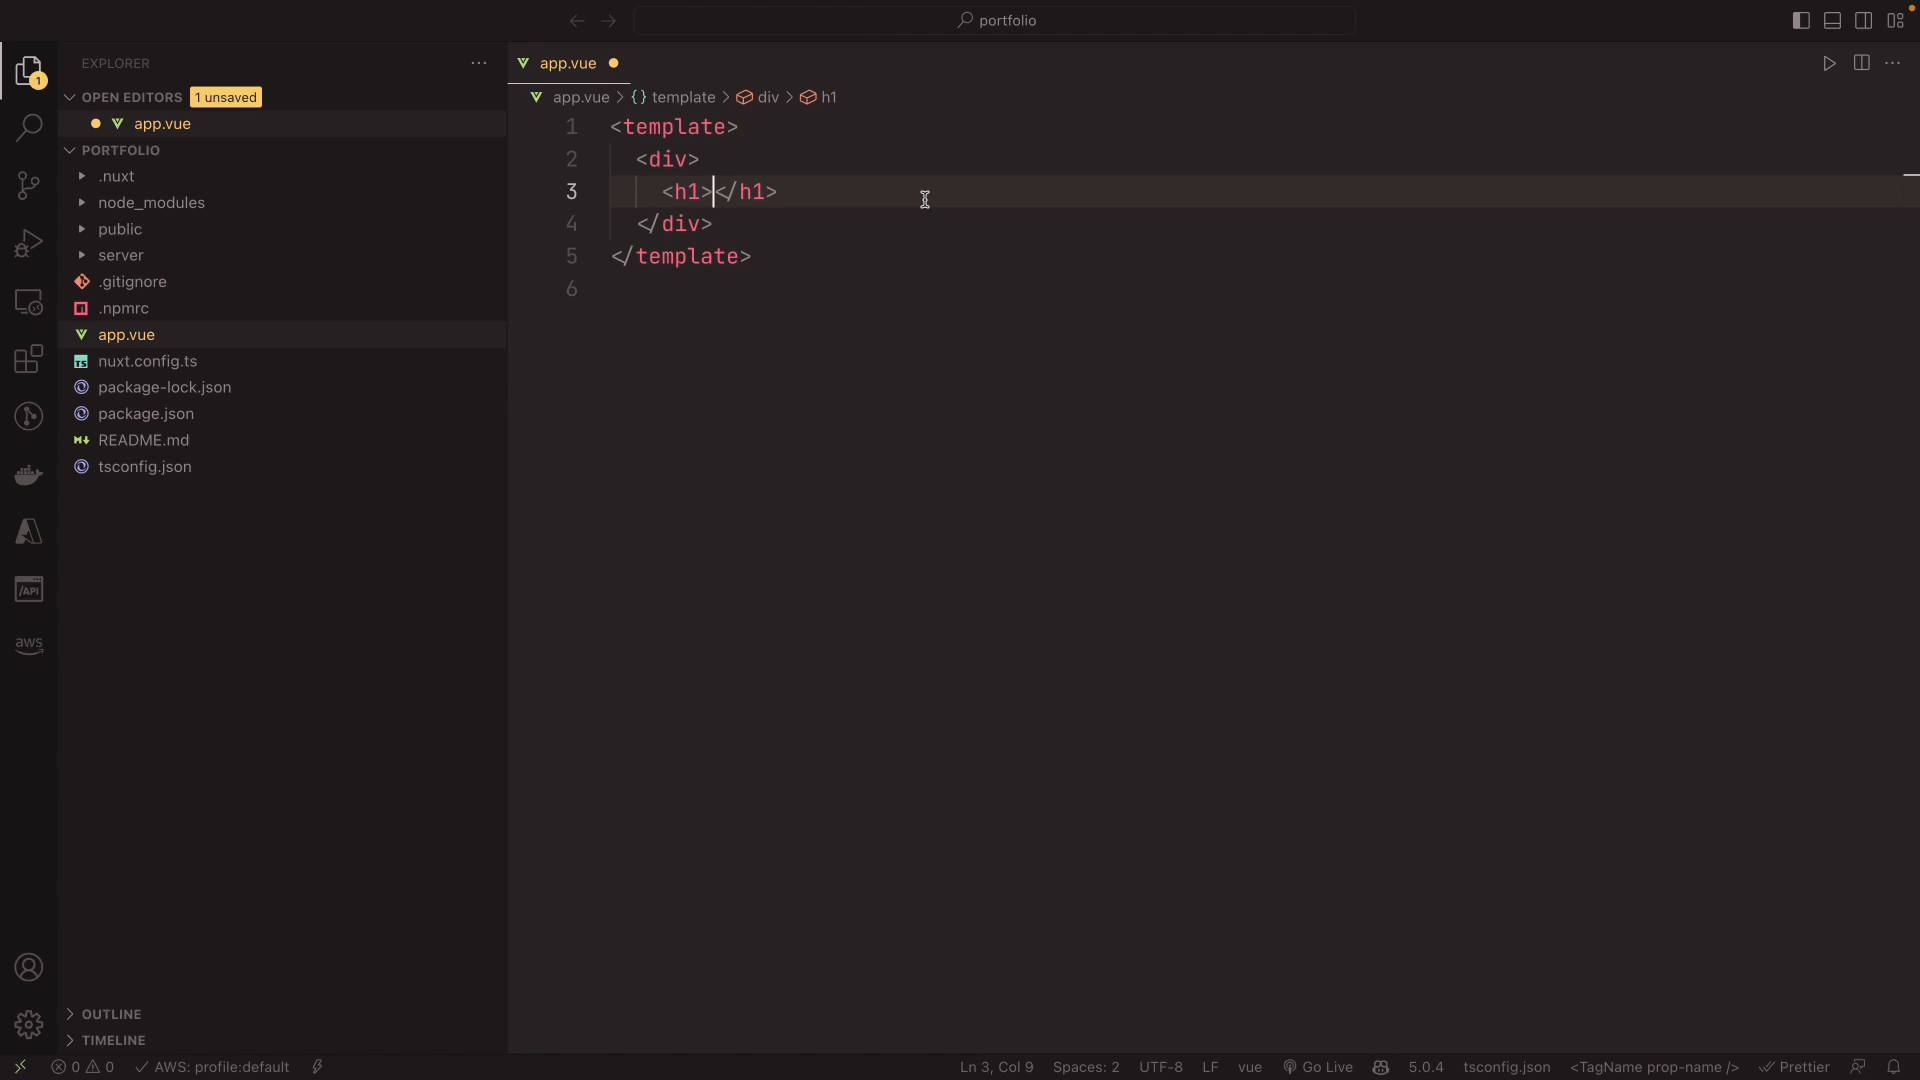 portfolio
EXPLORER
OPEN EDITORS 1 unsaved
app.vue
PORTFOLIO
.nuxt
node_modules
public
server
.gitignore
.npmrc
app.vue
nuxt.config.ts
package-lock.json
package.json
README.md
tsconfig.json
OUTLINE
TIMELINE
1
/API
aws
app.vue
app.vue > {} template > div > h1
1 <template>
2 <div>
3 <h1></h1>
4 </div>
5 </template>
6
0 0 AWS: profile:default Ln 3, Col 9 Spaces: 2 UTF-8 LF vue Go Live 5.0.4 tsconfig.json <TagName prop-name /> Prettier